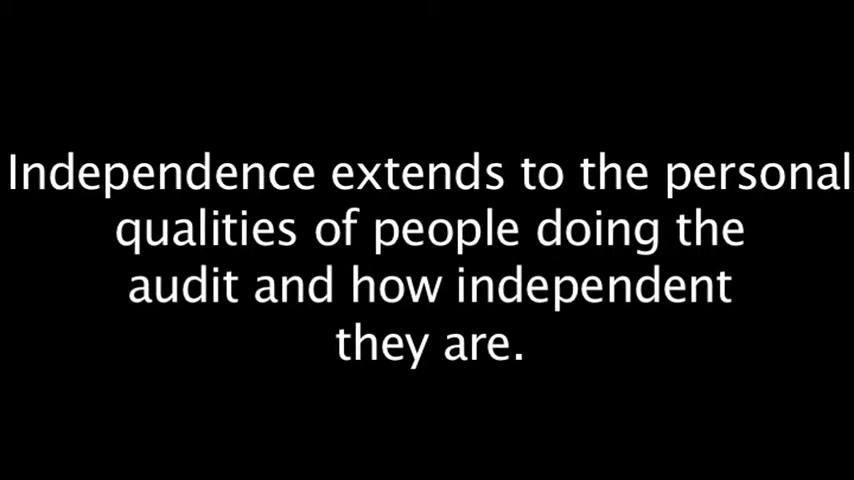 Independence extends to the personal
qualities of people doing the
audit and how independent
they are.